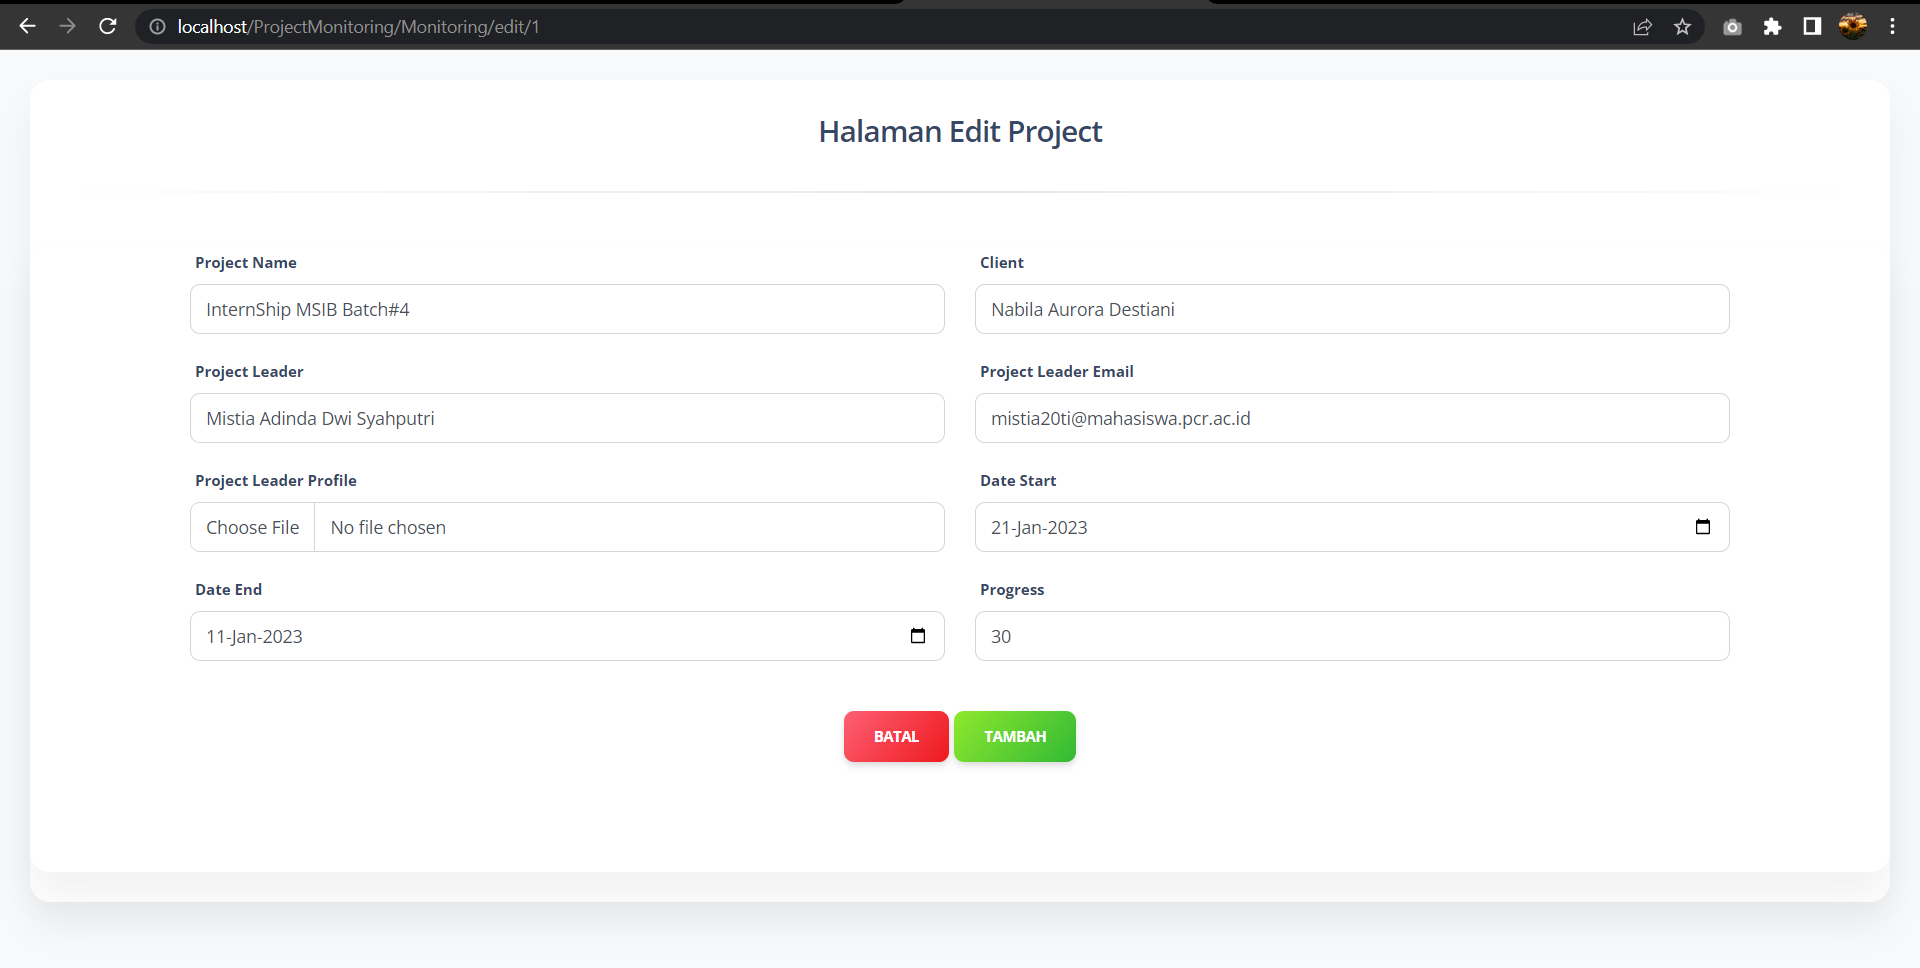 localhost/ProjectMonitoring/Monitoring/edit/1
Halaman Edit Project
Project Name
Client
InternShip MSIB Batch#4
Nabila Aurora Destiani
Project Leader
Project Leader Email
Mistia Adinda Dwi Syahputri
mistia20ti@mahasiswa.pcr.ac.id
Project Leader Profile
Date Start
Choose File No file chosen
21-Jan-2023
Date End
Progress
11-Jan-2023
30
BATAL TAMBAH